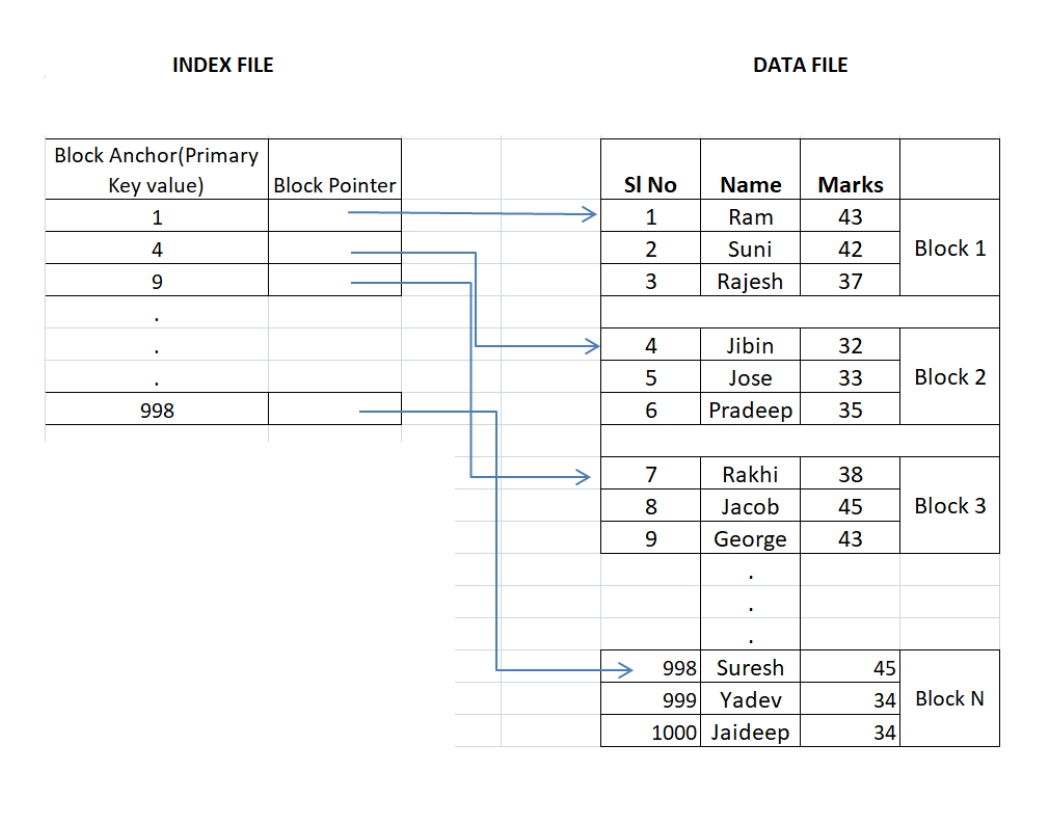 INDEX FILE
DATA FILE
Block Anchor(Primary
Key value) Block Pointer
1
4
9
.
.
.
998
Sl No Name Marks
1 Ram 43
2 Suni 42
3 Rajesh 37
Block 1
4 Jibin 32
5 Jose 33
6 Pradeep 35
Block 2
7 Rakhi 38
8 Jacob 45
9 George 43
Block 3
.
.
.
998 Suresh 45
999 Yadev 34
1000 Jaideep 34
Block N